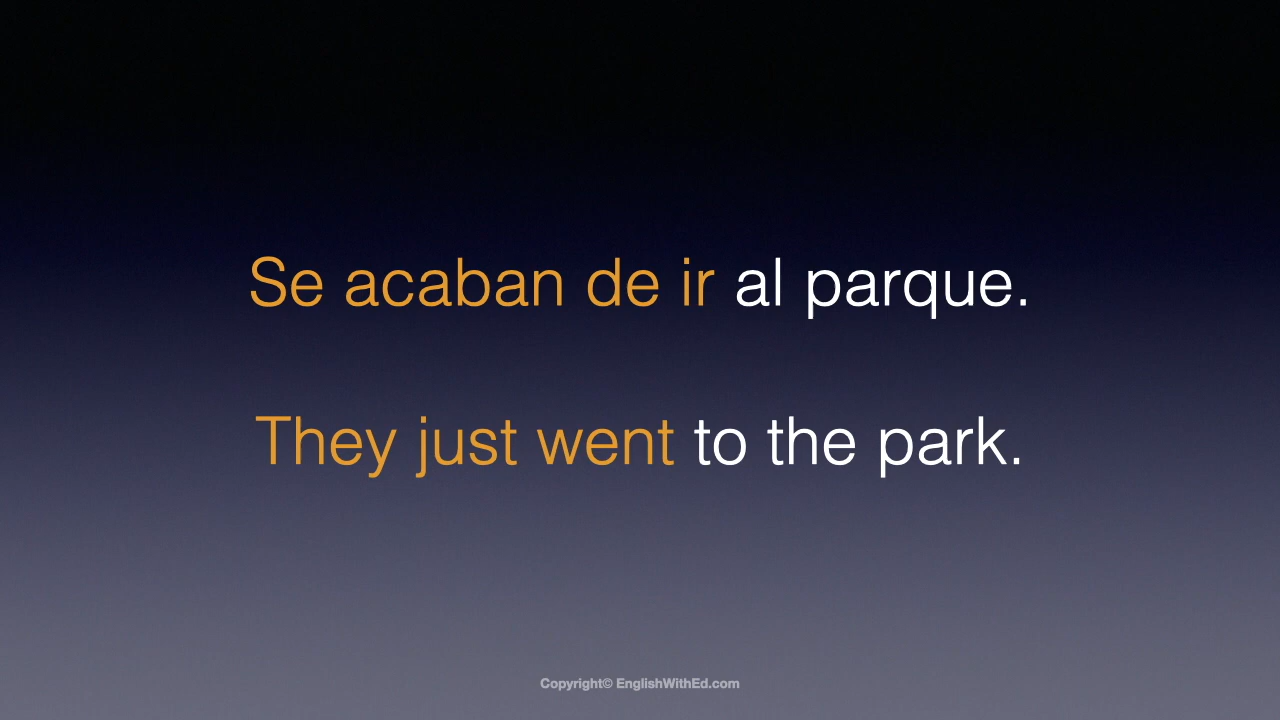 Se acaban de ir al parque.
They just went to the park.
Copyright© EnglishWithEd.com